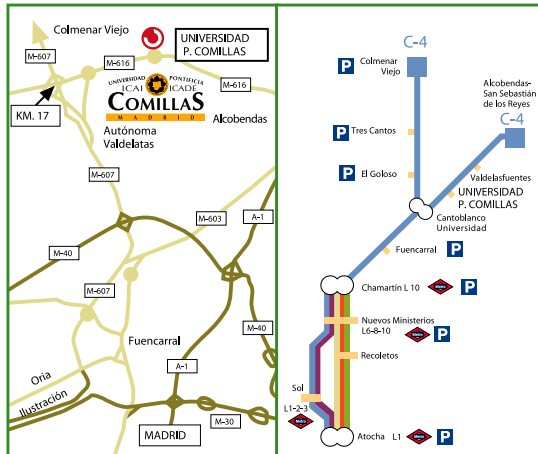 Colmenar Viejo
UNIVERSIDAD
P. COMILLAS
M-607
M-616
M-616
UNIVERSIDAD PONTIFICIA
ICAI ICADE
COMILLAS
MADRID
KM. 17
Autónoma
Valdelatas
Alcobendas
M-607
M-603
A-1
M-40
M-607
M-40
Fuencarral
A-1
Oria
Ilustración
M-30
MADRID
C-4
P
Colmenar
Viejo
Alcobendas-
San Sebastián
de los Reyes
C-4
P
Tres Cantos
P
El Goloso
Valdelasfuentes
UNIVERSIDAD
P. COMILLAS
Cantoblanco
Universidad
Fuencarral
P
Chamartín L 10
Metro
P
Nuevos Ministerios
L6-8-10
Metro
P
Recoletos
Sol
L1-2-3
Metro
Atocha
L1
Metro
P